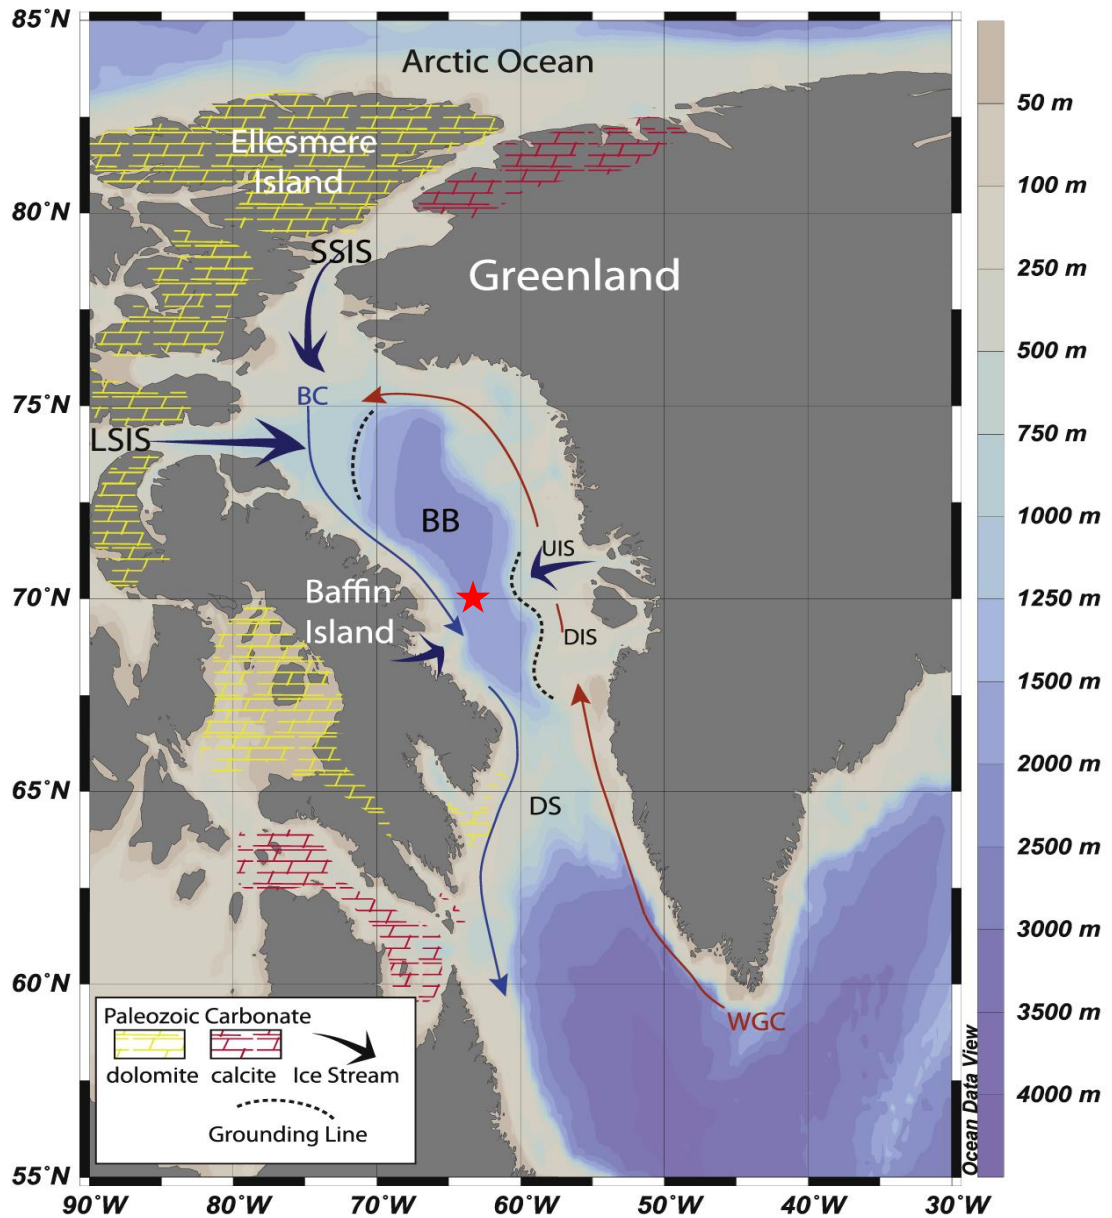 85°N
80°N
75°N
70°N
65°N
60°N
55°N
90°W
80°W
70°W
60°W
50°W
40°W
30°W
Arctic Ocean
Ellesmere
Island
SSIS
Greenland
BC
LSIS
BB
UIS
Baffin
Island
DIS
DS
WGC
Paleozoic Carbonate
dolomite
calcite
Ice Stream
Grounding Line
Ocean Data View
50 m
100 m
250 m
500 m
750 m
1000 m
1250 m
1500 m
2000 m
2500 m
3000 m
3500 m
4000 m